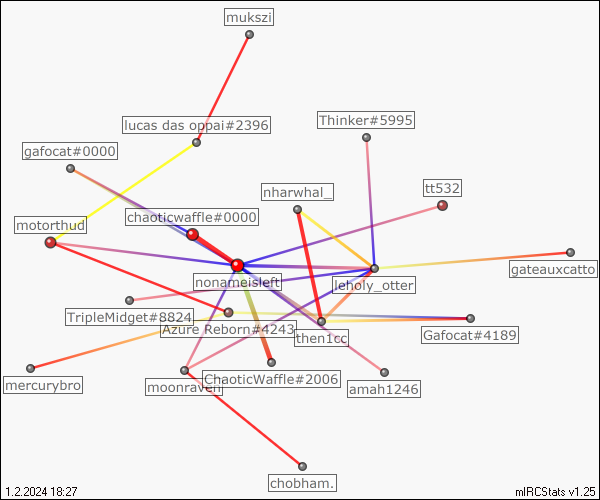 mukszi
lucas das oppai#2396
Thinker#5995
gafocat#0000
nharwhal_
tt532
chaoticwaffle#0000
motorthud
gateauxcatto
nonameisleft
leholy_otter
TripleMidget#8824
Azure Reborn#4243
then1cc
Gafocat#4189
mercurybro
moonraven
ChaoticWaffle#2006
amah1246
chobham.
1.2.2024 18:27
mIRCStats v1.25